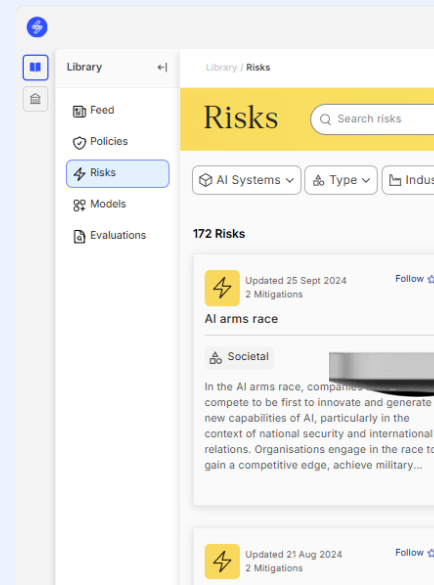 Library
Feed
Policies
Risks
Models
Evaluations
Library / Risks
Risks
Search risks
AI Systems
Type
172 Risks
Updated 25 Sept 2024
2 Mitigations
Follow
AI arms race
Societal
In the AI arms race,
compete to be first to innovate and generate
new capabilities of AI, particularly in the
context of national security and international
relations. Organisations engage in the race to
gain a competitive edge, achieve military...
Updated 21 Aug 2024
2 Mitigations
Follow